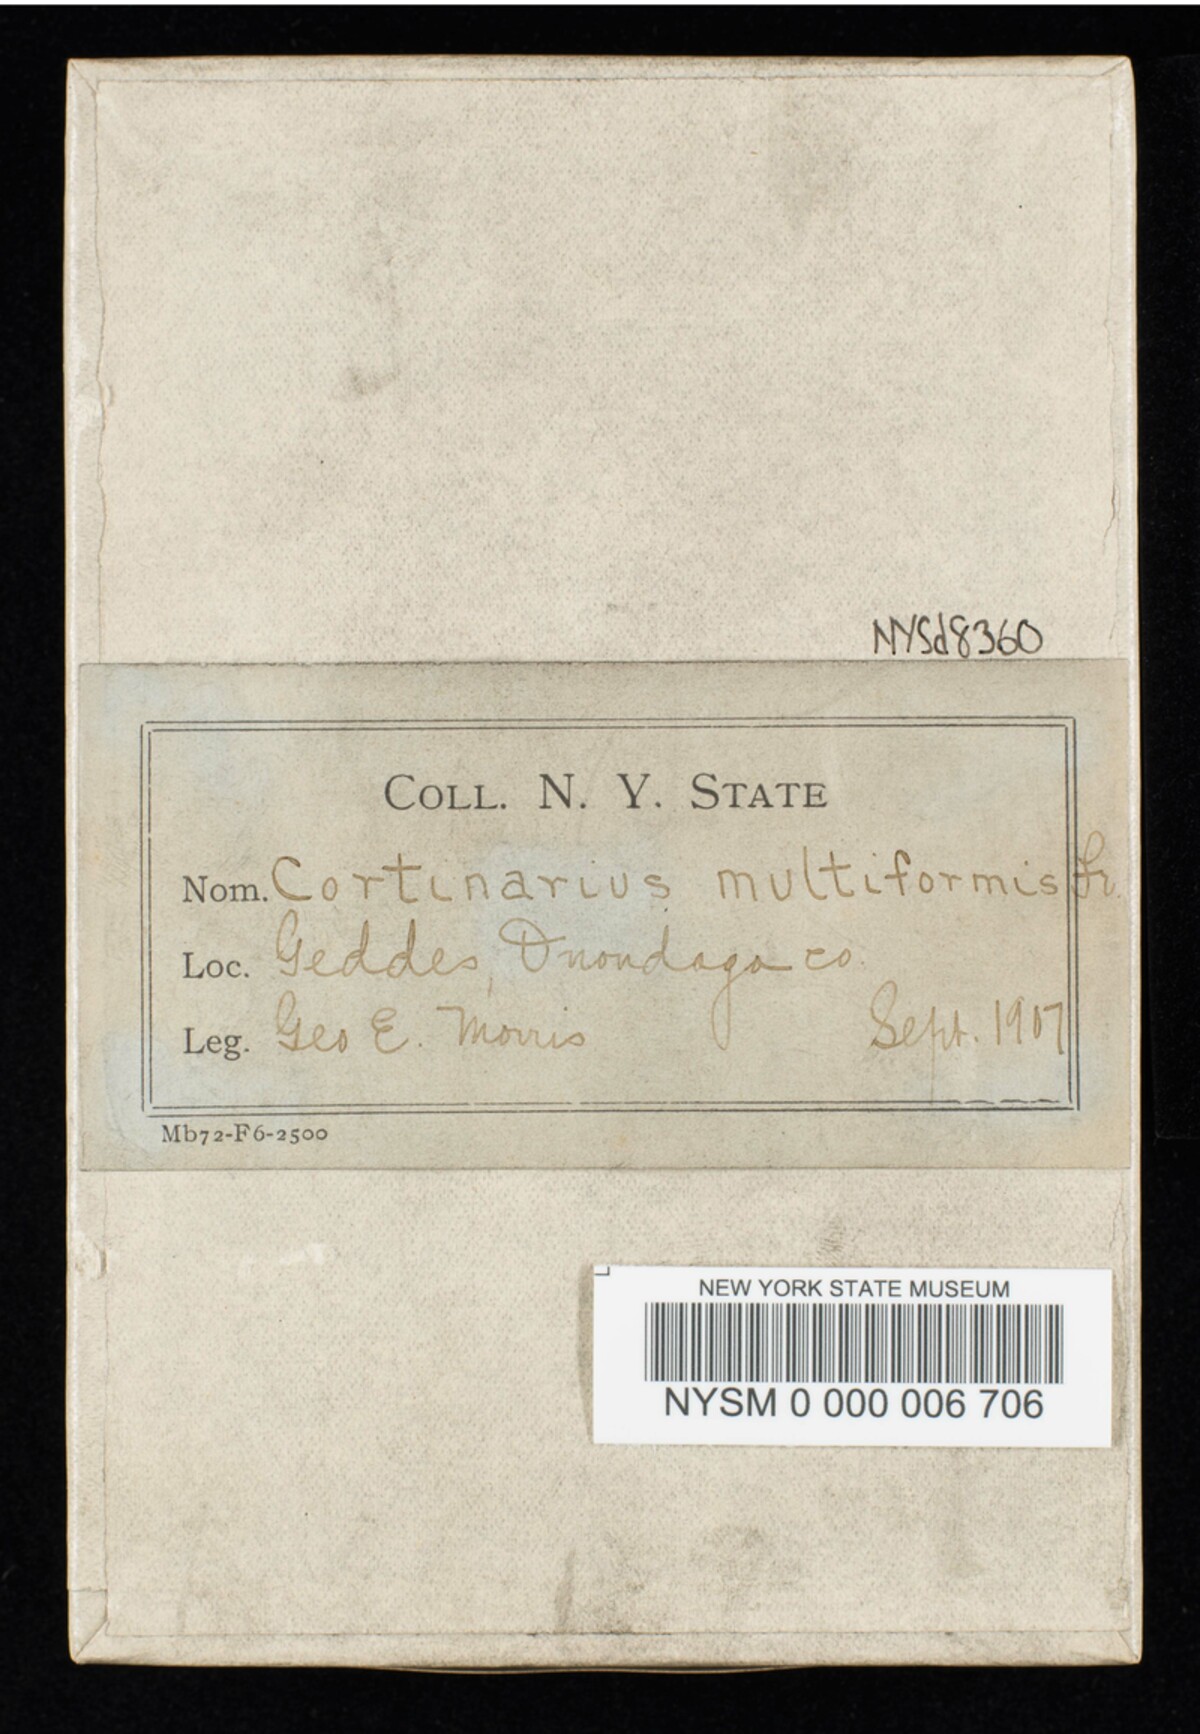 NYSd8360
COLL. N. Y. STATE
Nom. Cortinarius multiformis Fr.
Loc. Geddes, Onondaga co.
Leg. Geo E. Morris Sept. 1907
Mb72-F6-2500
NEW YORK STATE MUSEUM
NYSM 0 000 006 706